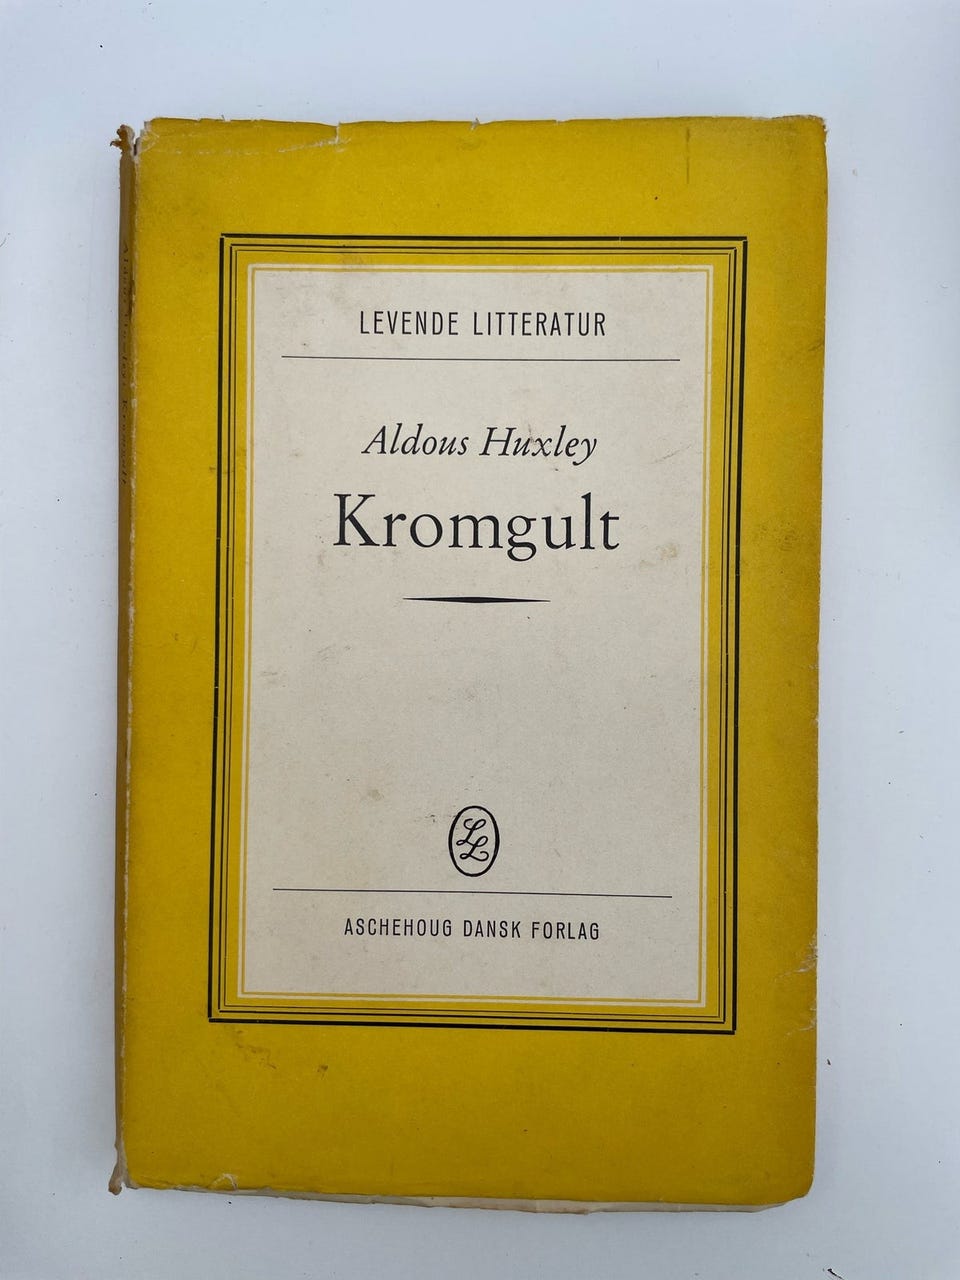 LEVENDE LITTERATUR
Aldous Huxley
Kromgult
LL
ASCHEHOUG DANSK FORLAG